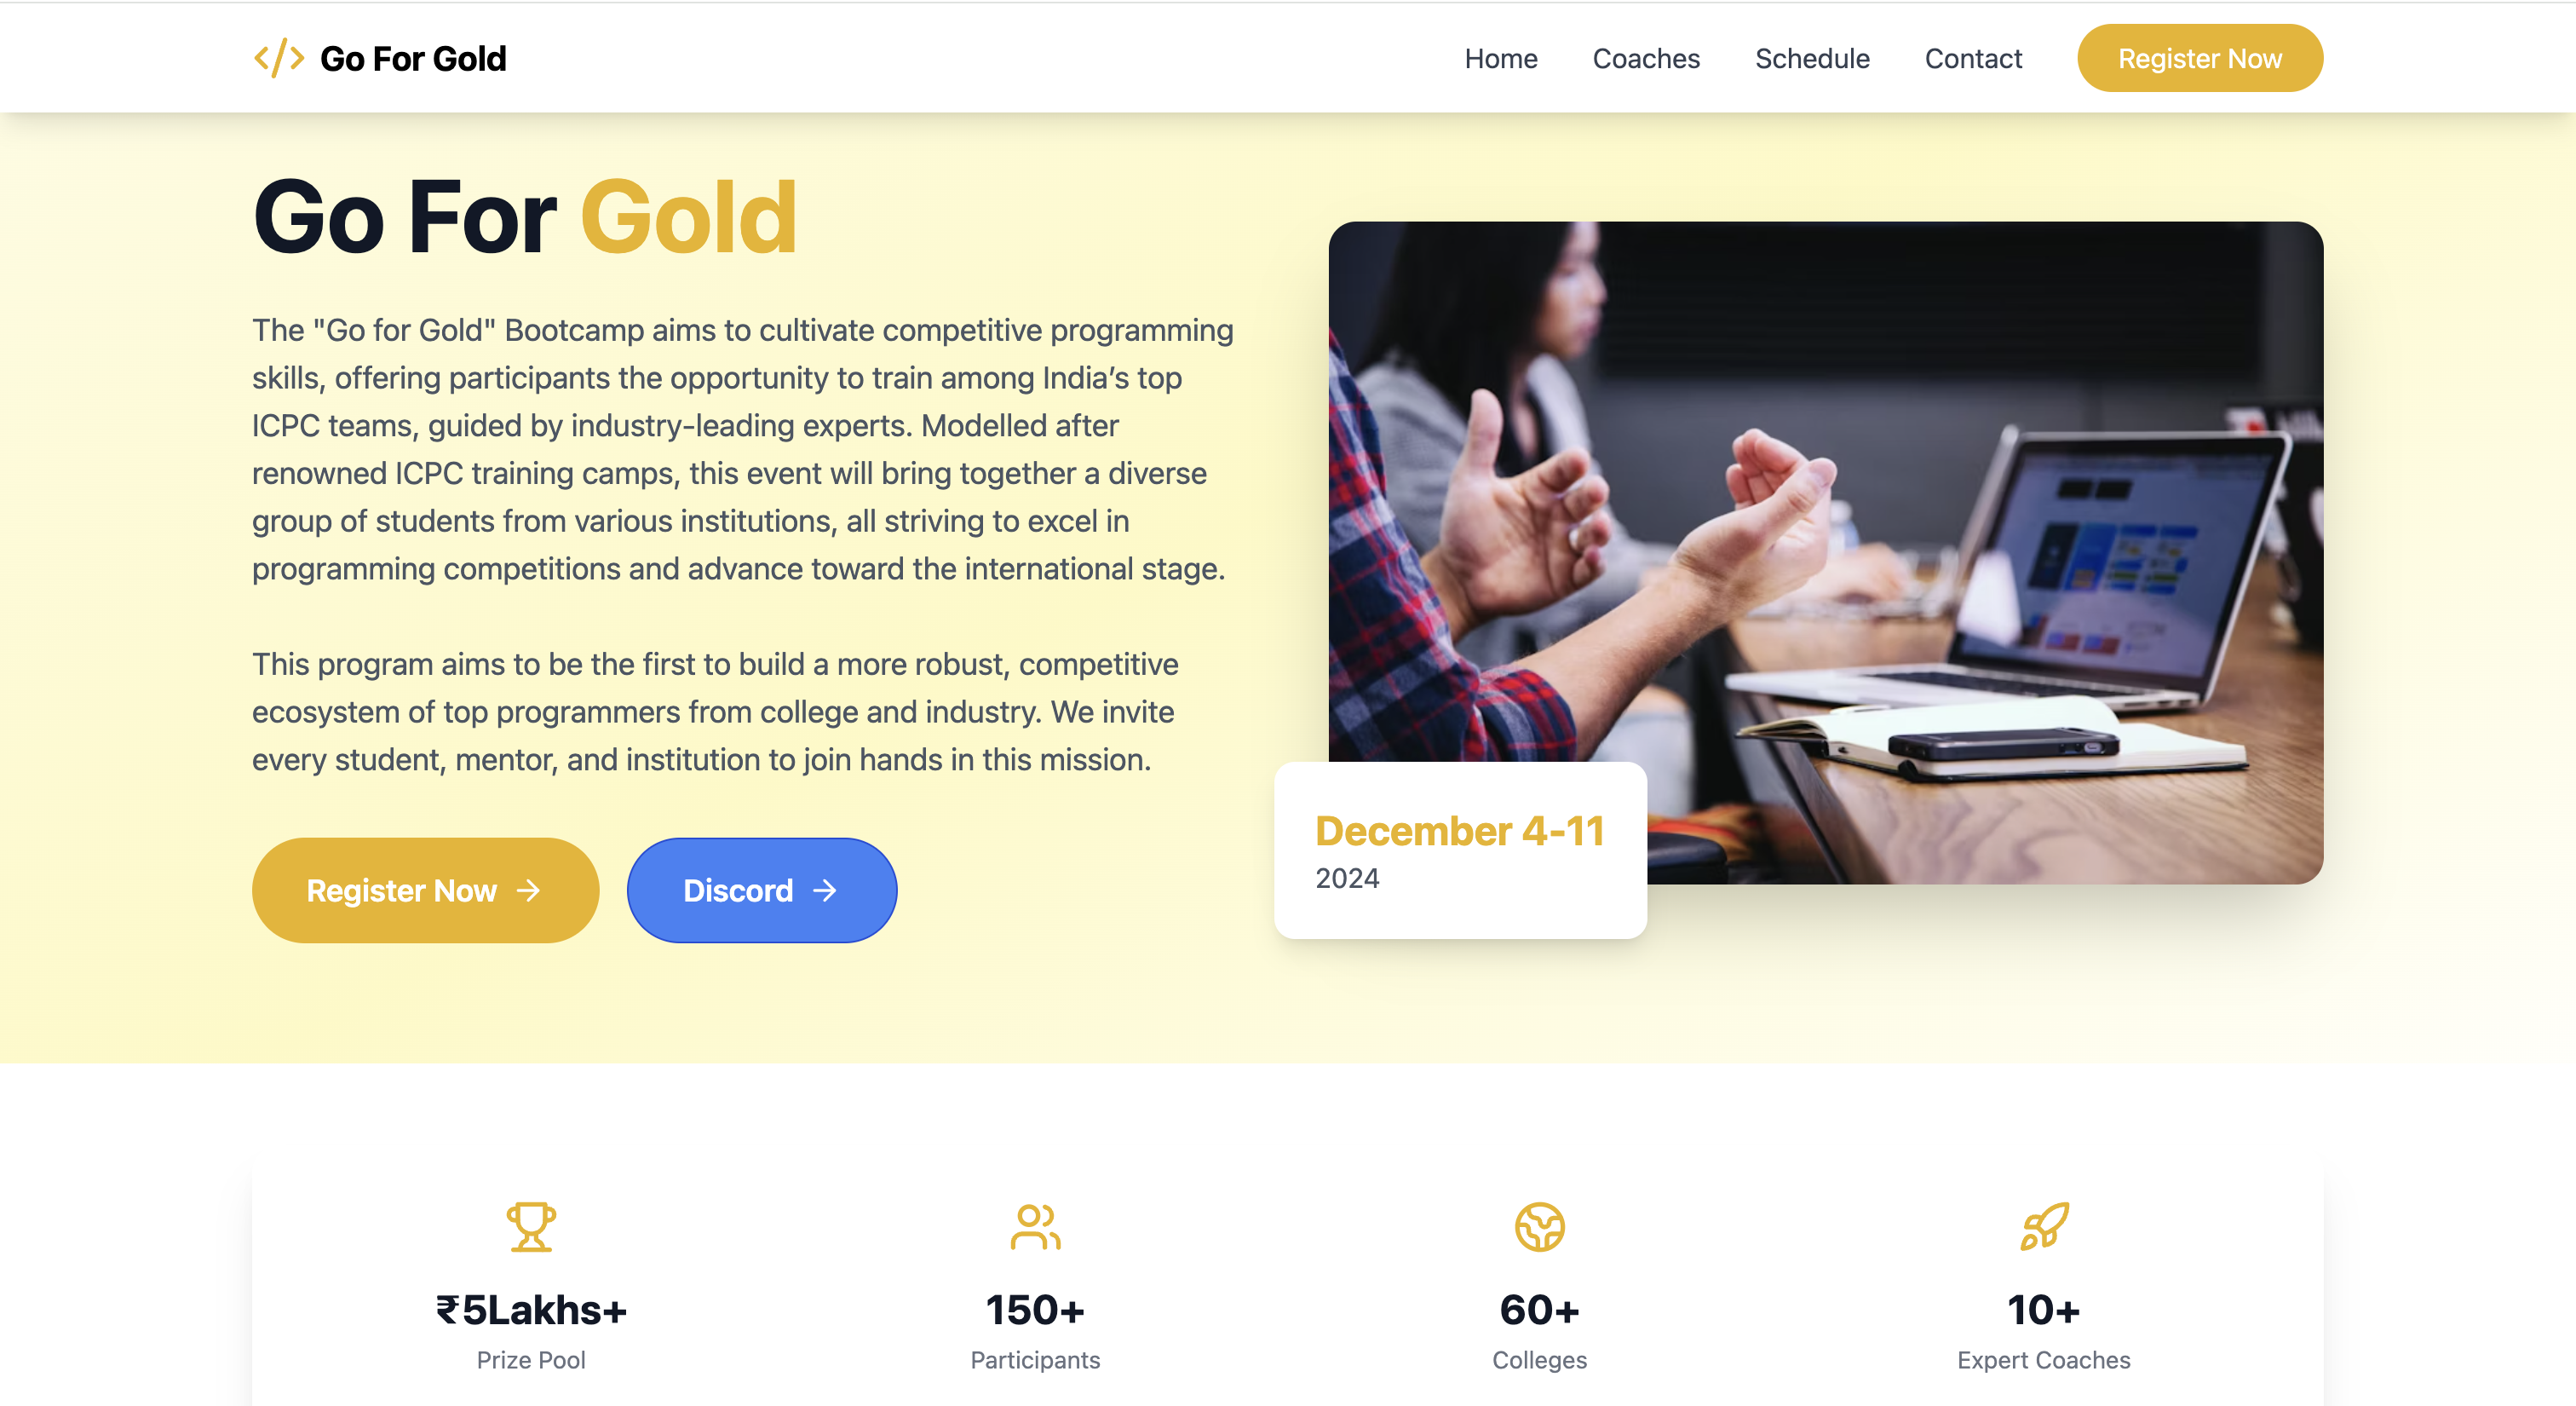 Go For Gold
Home
Coaches
Schedule
Contact
Register Now
Go For Gold
The "Go for Gold" Bootcamp aims to cultivate competitive programming
skills, offering participants the opportunity to train among India’s top
ICPC teams, guided by industry-leading experts. Modelled after
renowned ICPC training camps, this event will bring together a diverse
group of students from various institutions, all striving to excel in
programming competitions and advance toward the international stage.
This program aims to be the first to build a more robust, competitive
ecosystem of top programmers from college and industry. We invite
every student, mentor, and institution to join hands in this mission.
Register Now
Discord
December 4-11
2024
₹5Lakhs+
Prize Pool
150+
Participants
60+
Colleges
10+
Expert Coaches